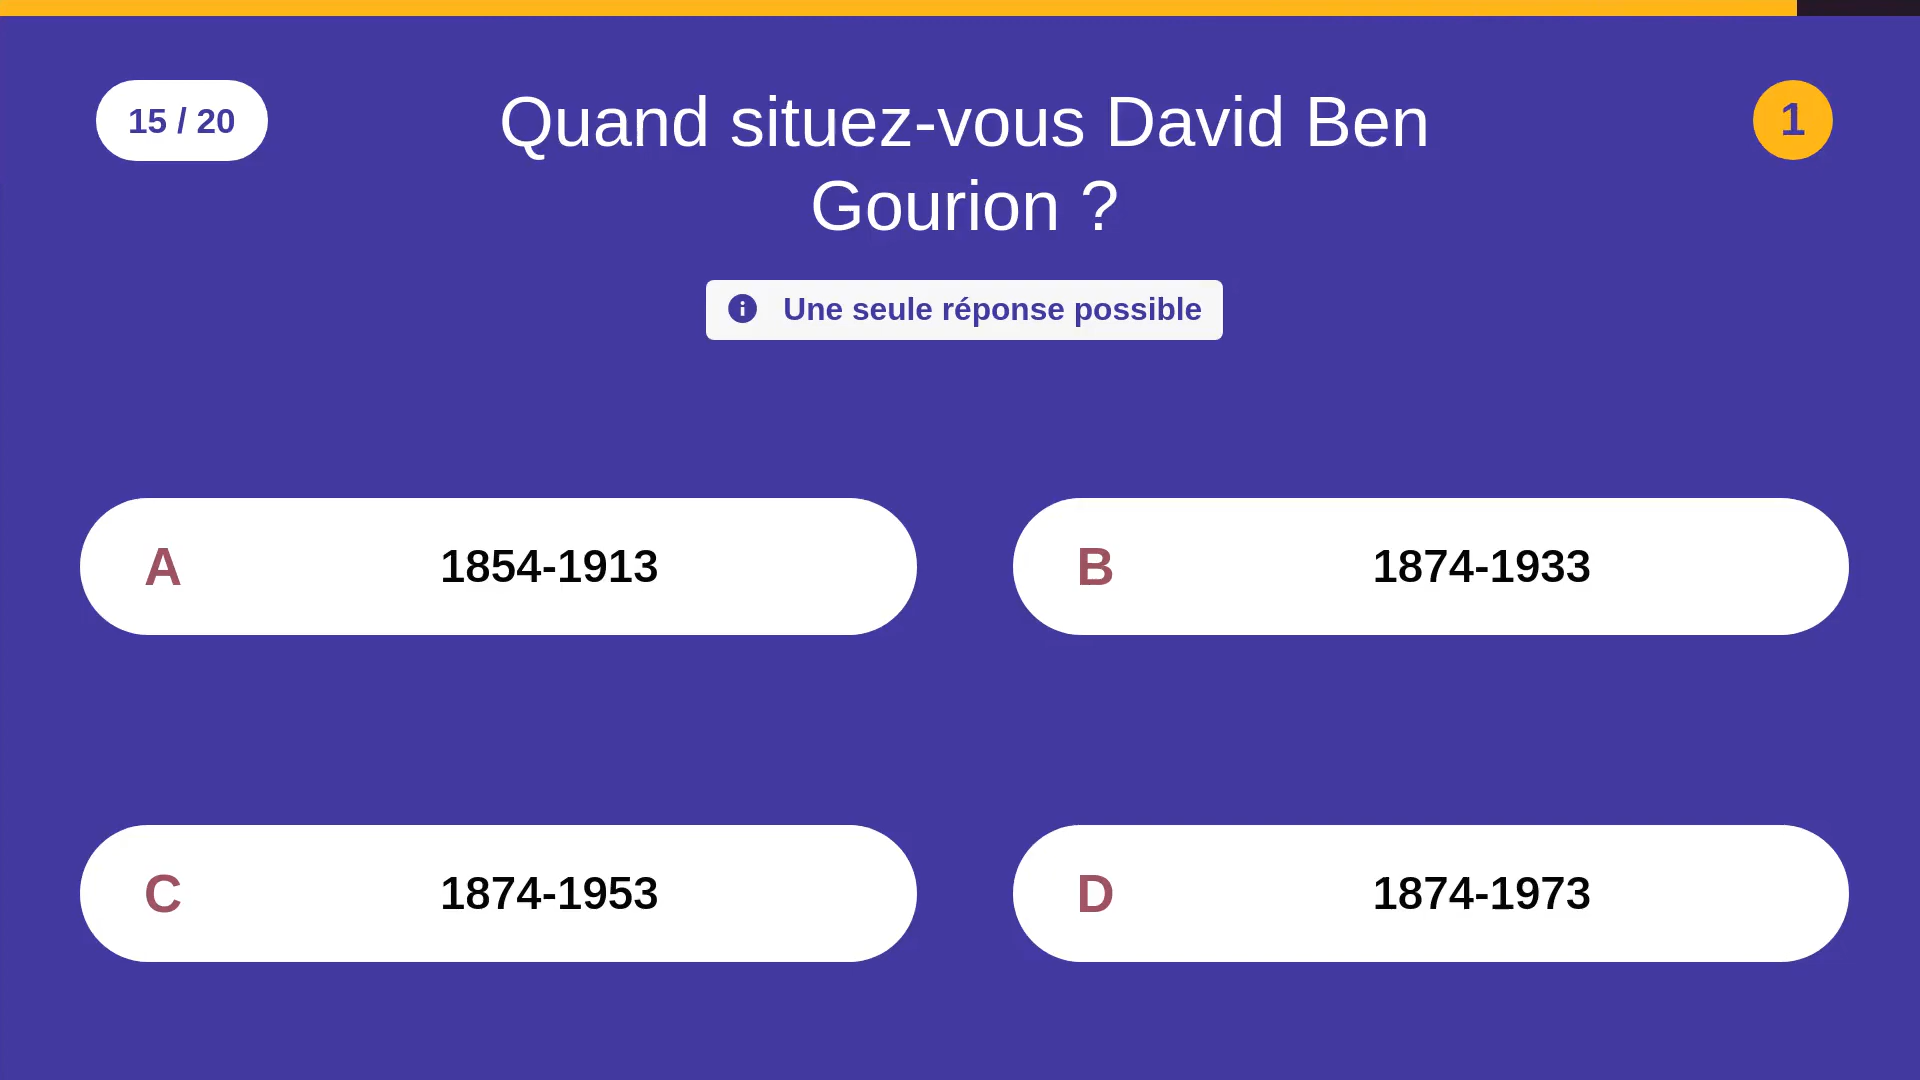 15 / 20
Quand situez-vous David Ben
Gourion ?
1
Une seule réponse possible
A 1854-1913
B 1874-1933
C 1874-1953
D 1874-1973